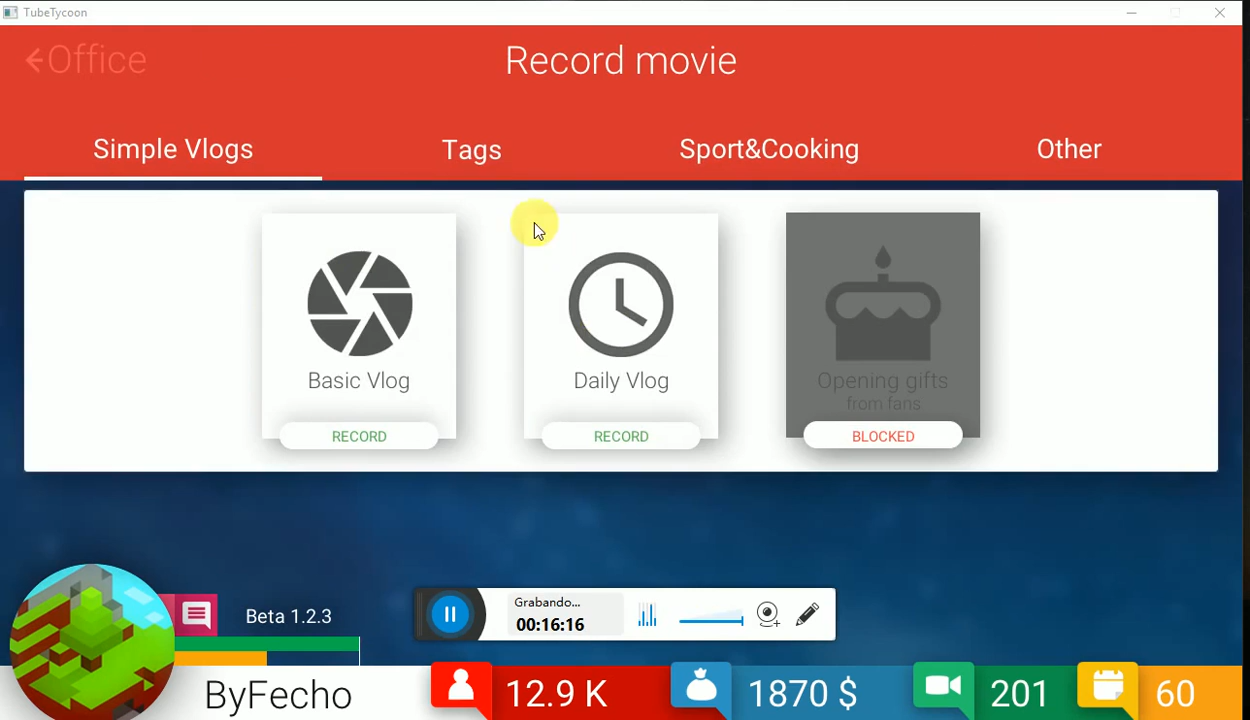 TubeTycoon
Office
Record movie
Simple Vlogs
Tags
Sport&Cooking
Other
Basic Vlog
RECORD
Daily Vlog
RECORD
Opening gifts
from fans
BLOCKED
Beta 1.2.3
Grabando...
00:16:16
ByFecho
12.9 K
1870 $
201
60